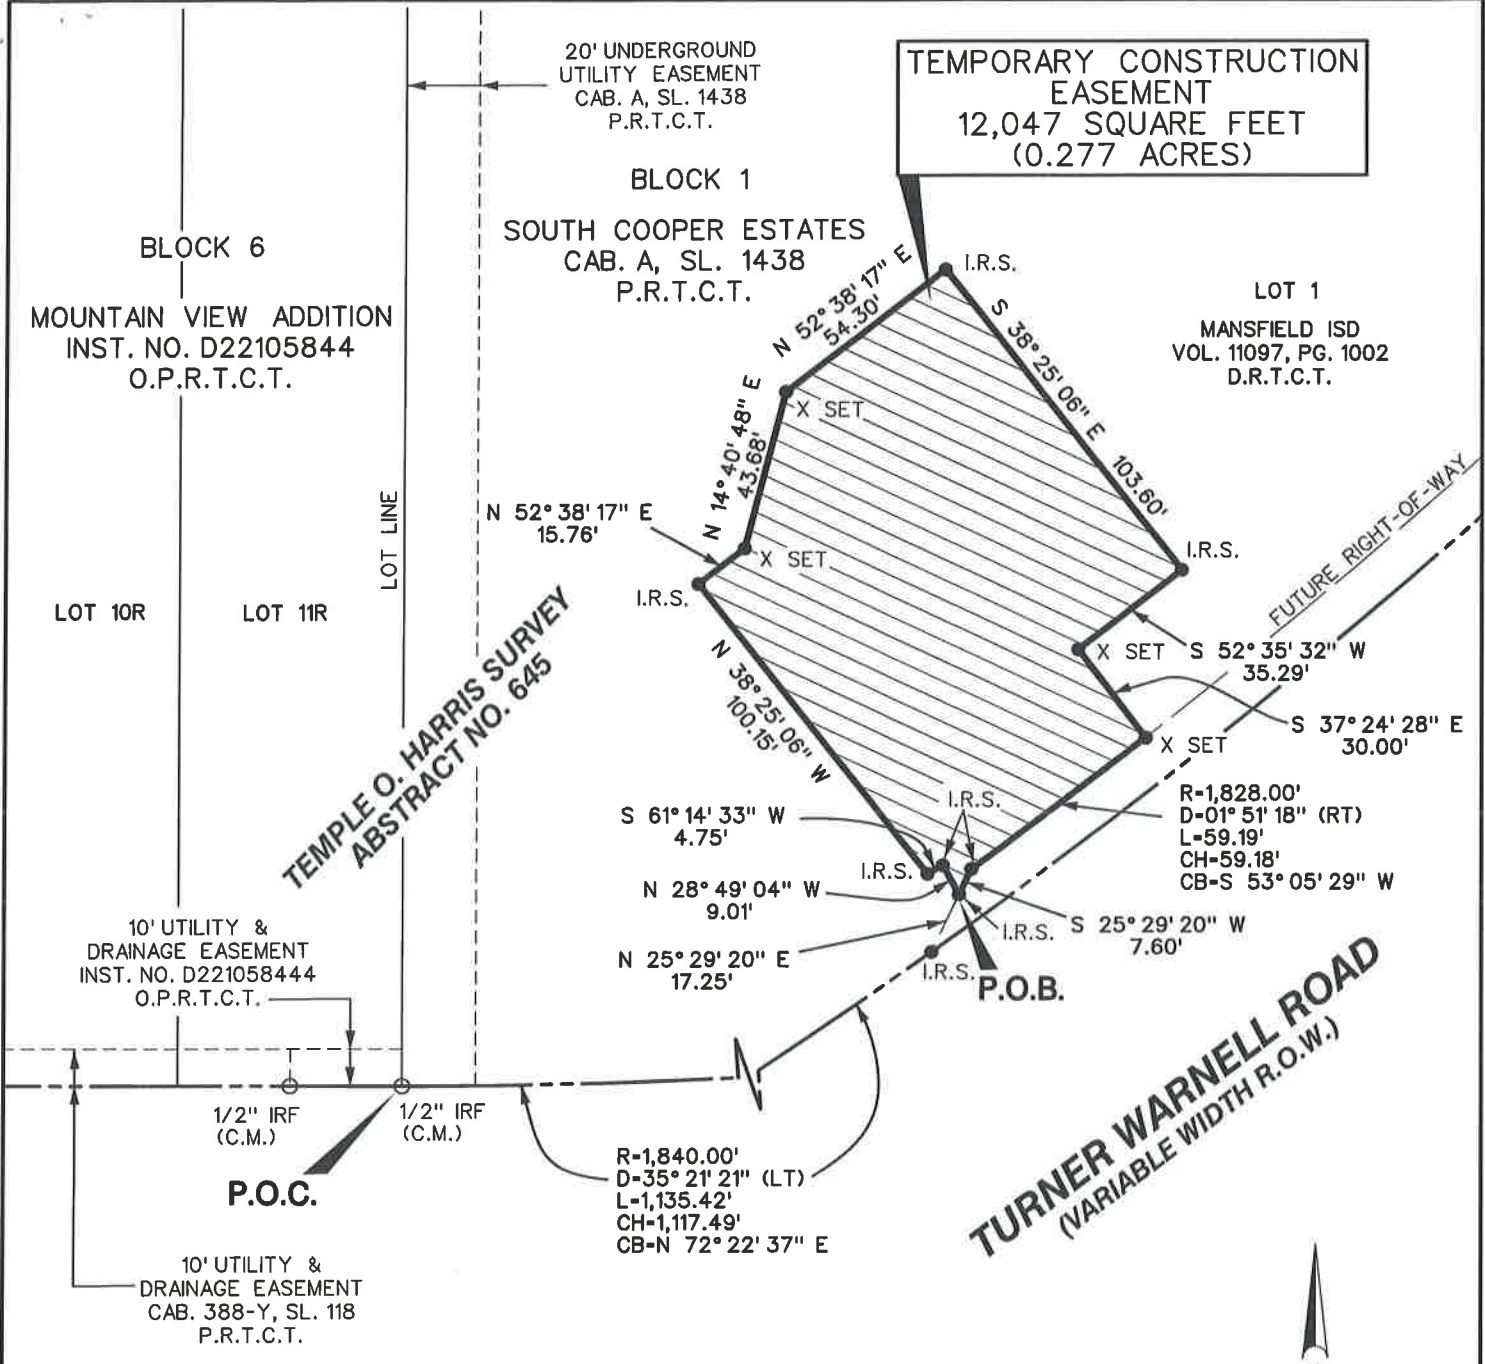 20' UNDERGROUND
UTILITY EASEMENT
CAB. A, SL. 1438
P.R.T.C.T.
TEMPORARY CONSTRUCTION
EASEMENT
12,047 SQUARE FEET
(0.277 ACRES)
BLOCK 1
SOUTH COOPER ESTATES
CAB. A, SL. 1438
P.R.T.C.T.
BLOCK 6
MOUNTAIN VIEW ADDITION
INST. NO. D22105844
O.P.R.T.C.T.
LOT 1
MANSFIELD ISD
VOL. 11097, PG. 1002
D.R.T.C.T.
I.R.S.
N 52° 38' 17" E
54.30'
S 38° 25' 06" E
103.60'
X SET
N 14° 40' 48" E
43.68'
N 52° 38' 17" E
15.76'
X SET
I.R.S.
I.R.S.
FUTURE RIGHT-OF-WAY
LOT LINE
LOT 10R
LOT 11R
TEMPLE O. HARRIS SURVEY
ABSTRACT NO. 645
X SET
S 52° 35' 32" W
35.29'
S 37° 24' 28" E
30.00'
X SET
N 38° 25' 06" W
100.15'
R=1,828.00'
D=01° 51' 18" (RT)
L=59.19'
CH=59.18'
CB=S 53° 05' 29" W
S 61° 14' 33" W
4.75'
I.R.S.
I.R.S.
N 28° 49' 04" W
9.01'
N 25° 29' 20" E
17.25'
I.R.S.
S 25° 29' 20" W
7.60'
I.R.S.
P.O.B.
10' UTILITY &
DRAINAGE EASEMENT
INST. NO. D221058444
O.P.R.T.C.T.
1/2" IRF
(C.M.)
1/2" IRF
(C.M.)
P.O.C.
R=1,840.00'
D=35° 21' 21" (LT)
L=1,135.42'
CH=1,117.49'
CB=N 72° 22' 37" E
TURNER WARNELL ROAD
(VARIABLE WIDTH R.O.W.)
10' UTILITY &
DRAINAGE EASEMENT
CAB. 388-Y, SL. 118
P.R.T.C.T.